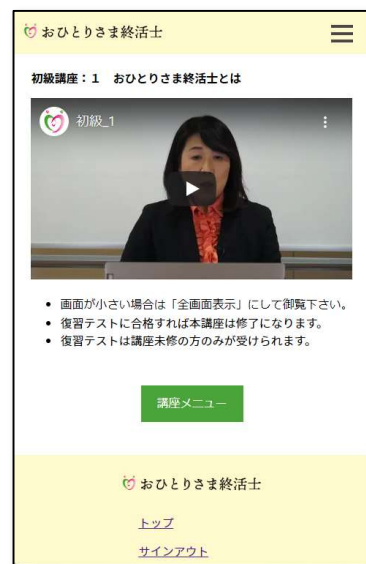 おひとりさま終活士
初級講座：１　おひとりさま終活士とは
初級_1
画面が小さい場合は「全画面表示」にして御覧下さい。
復習テストに合格すれば本講座は修了になります。
復習テストは講座未修の方のみが受けられます。
講座メニュー
おひとりさま終活士
トップ
サインアウト